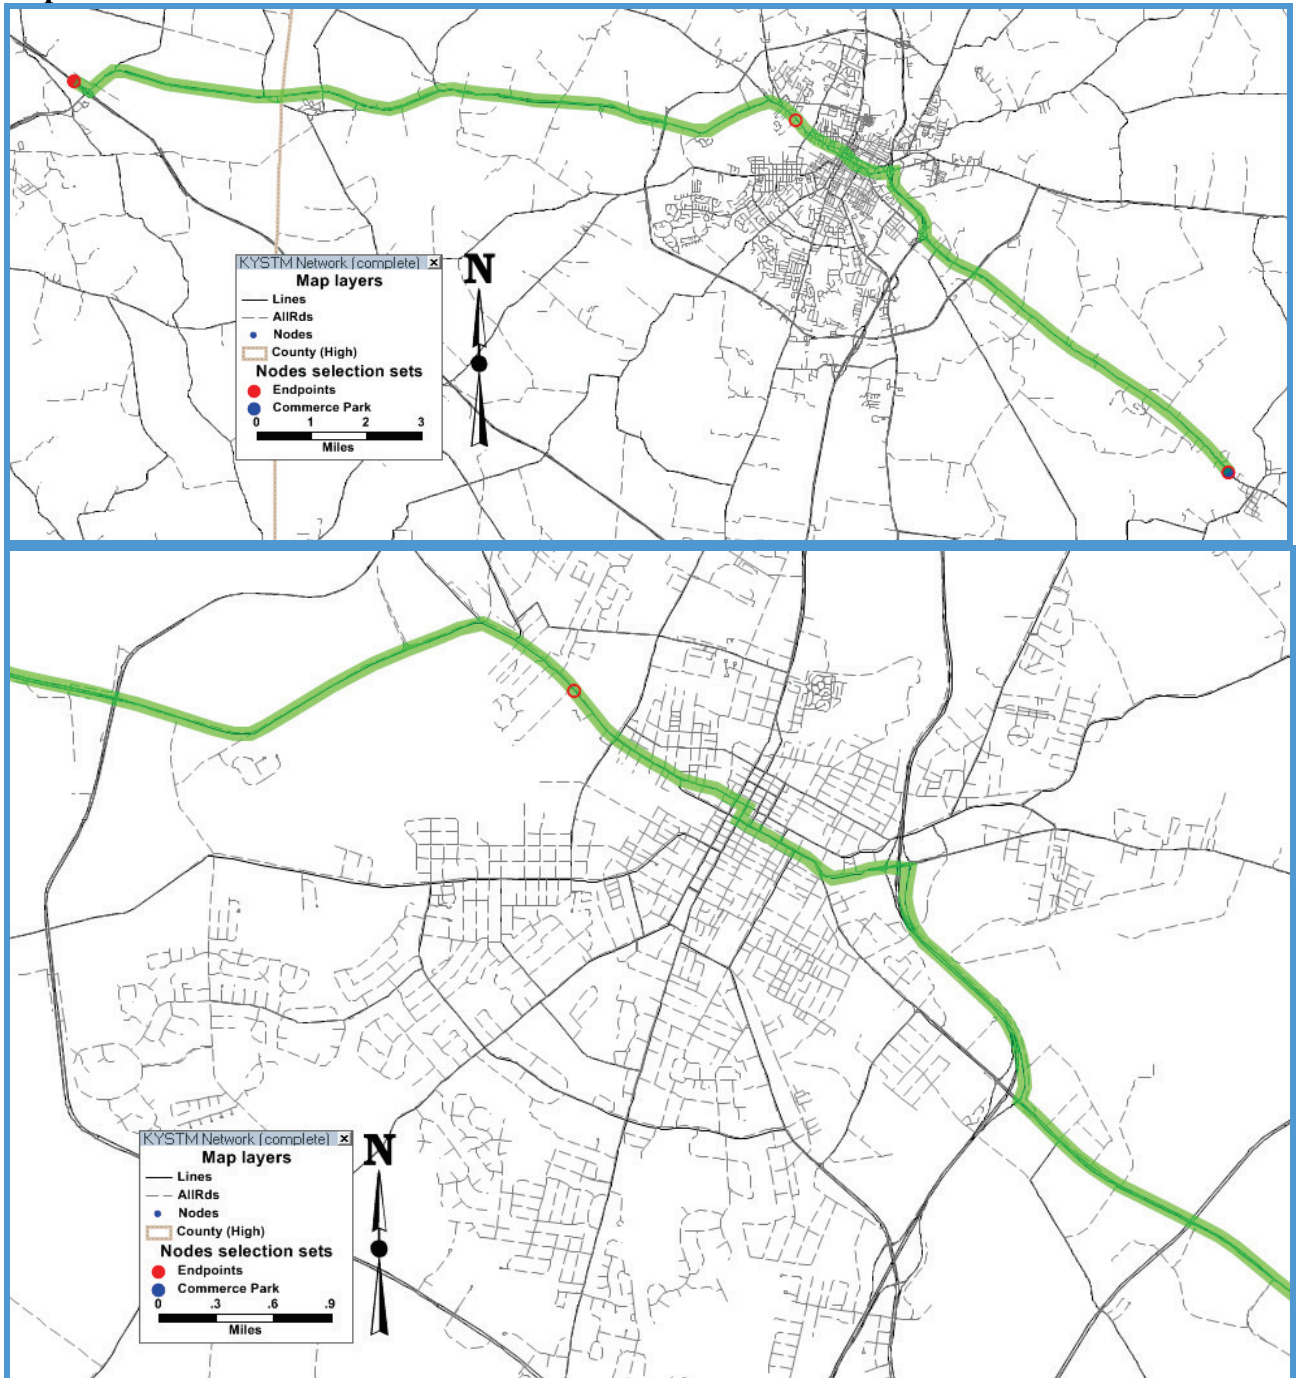 KYSTM Network (complete)
Map layers
Lines
AllRds
Nodes
County (High)
Nodes selection sets
Endpoints
Commerce Park
0 1 2 3
Miles
N
KYSTM Network (complete)
Map layers
Lines
AllRds
Nodes
County (High)
Nodes selection sets
Endpoints
Commerce Park
0 .3 .6 .9
Miles
N